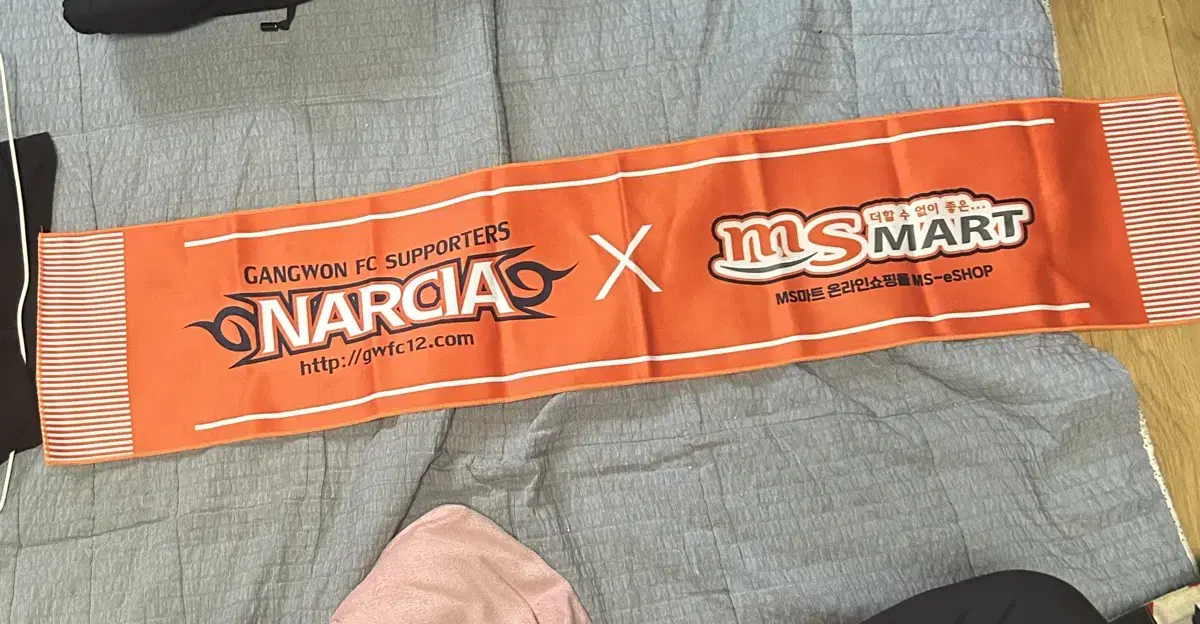 GANGWON FC SUPPORTERS
NARCIA
http://gwfc12.com
X
더할 수 없이 좋은...
ms MART
MS마트 온라인쇼핑몰 MS-eSHOP